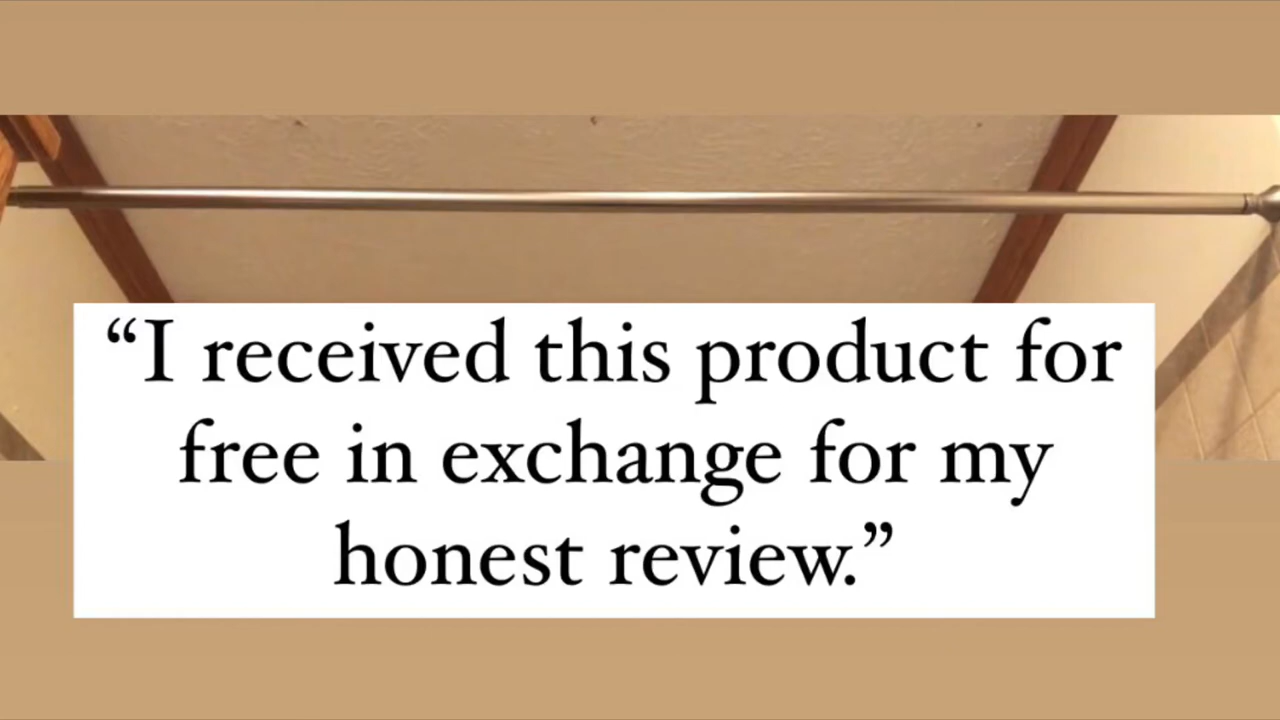 “I received this product for
free in exchange for my
honest review.”